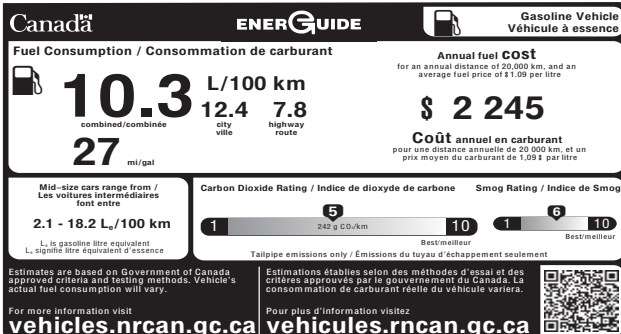 Canada
ENERGUIDE
Gasoline Vehicle
Véhicule à essence
Fuel Consumption / Consommation de carburant
10.3
combined/combinée
L/100 km
12.4
city
ville
7.8
highway
route
27 mi/gal
Annual fuel cost
for an annual distance of 20,000 km, and an
average fuel price of $1.09 per litre
$ 2 245
Coût annuel en carburant
pour une distance annuelle de 20 000 km, et un
prix moyen du carburant de 1,09$ par litre
Mid-size cars range from /
Les voitures intermédiaires
font entre
2.1 - 18.2 Lₑ/100 km
Lₑ is gasoline litre equivalent
Lₑ signifie litre équivalent d'essence
Carbon Dioxide Rating / Indice de dioxyde de carbone
5
1
242 g CO₂/km
10
Best/meilleur
Smog Rating / Indice de Smog
6
1
10
Best/meilleur
Tailpipe emissions only / Émissions du tuyau d'échappement seulement
Estimates are based on Government of Canada
approved criteria and testing methods. Vehicle's
actual fuel consumption will vary.
For more information visit
vehicles.nrcan.gc.ca
Estimations établies selon des méthodes d'essai et des
critères approuvés par le gouvernement du Canada. La
consommation de carburant réelle du véhicule variera.
Pour plus d'information visitez
vehicules.rncan.gc.ca